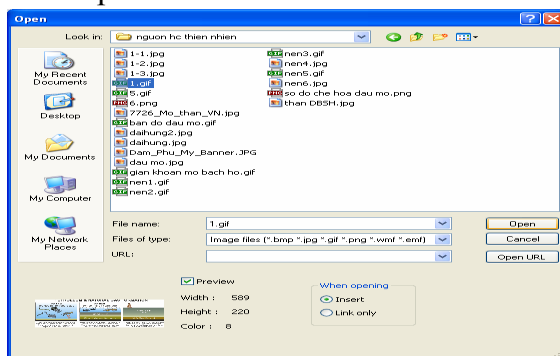 Open
Look in: nguon hc thien nhien
My Recent Documents
Desktop
My Documents
My Computer
My Network Places
1-1.jpg
1-2.jpg
1-3.jpg
1.gif
5.gif
6.png
7726_Mo_than_VN.jpg
ban do dau mo.gif
daihung2.jpg
daihung.jpg
Dam_Phu_My_Banner.JPG
dau mo.jpg
gian khoan mo bach ho.gif
nen1.gif
nen2.gif
nen3.gif
nen4.jpg
nen5.gif
nen6.jpg
so do che hoa dau mo.png
than DBSH.jpg
File name: 1.gif Open
Files of type: Image files (*.bmp *.jpg *.gif *.png *.wmf *.emf) Cancel
URL: Open URL
Preview
Width : 589
Height : 220
Color : 8
When opening
Insert
Link only